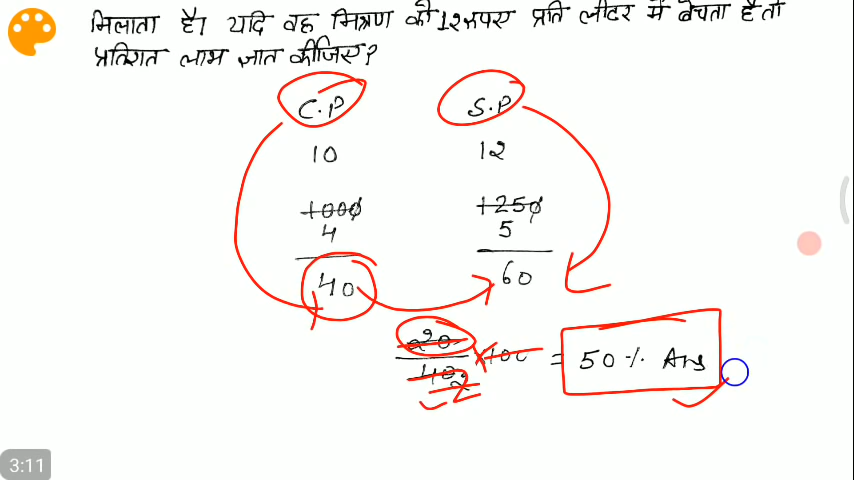 मिलाता है। यदि वह मिश्रण को 12 रूपए प्रति लीटर में बेचता है तो
प्रतिशत लाभ ज्ञात कीजिए?
C.P S.P
10 12
1000 1250
4 5
40 60
20
40 2 × 100 = 50 % Ans
3:11